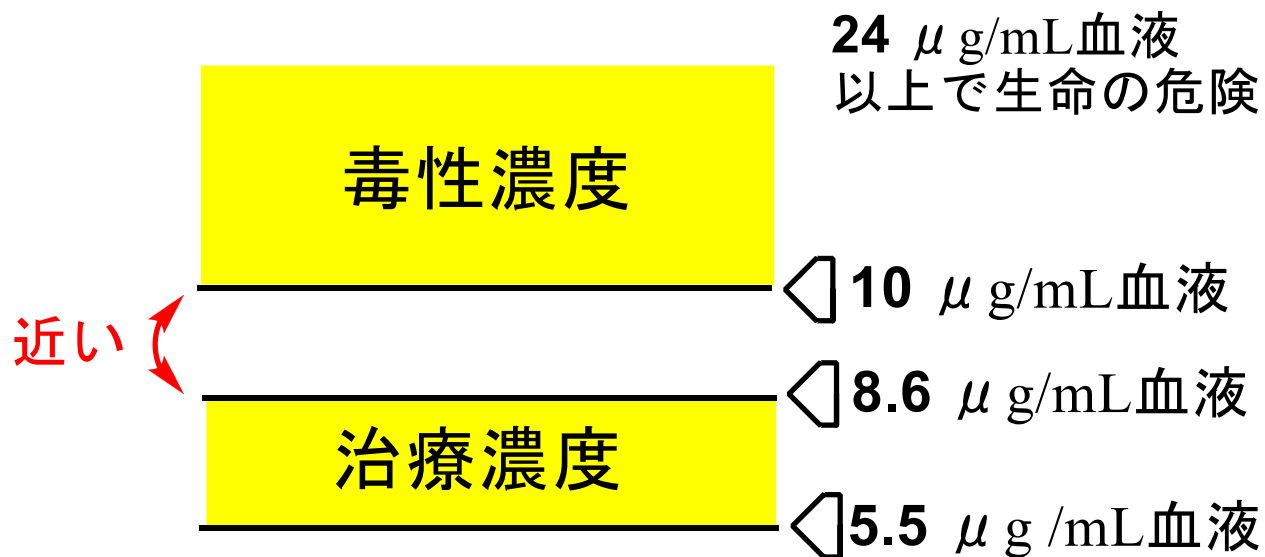 24 μg/mL血液
以上で生命の危険
毒性濃度
10 μg/mL血液
近い
8.6 μg/mL血液
治療濃度
5.5 μg /mL血液